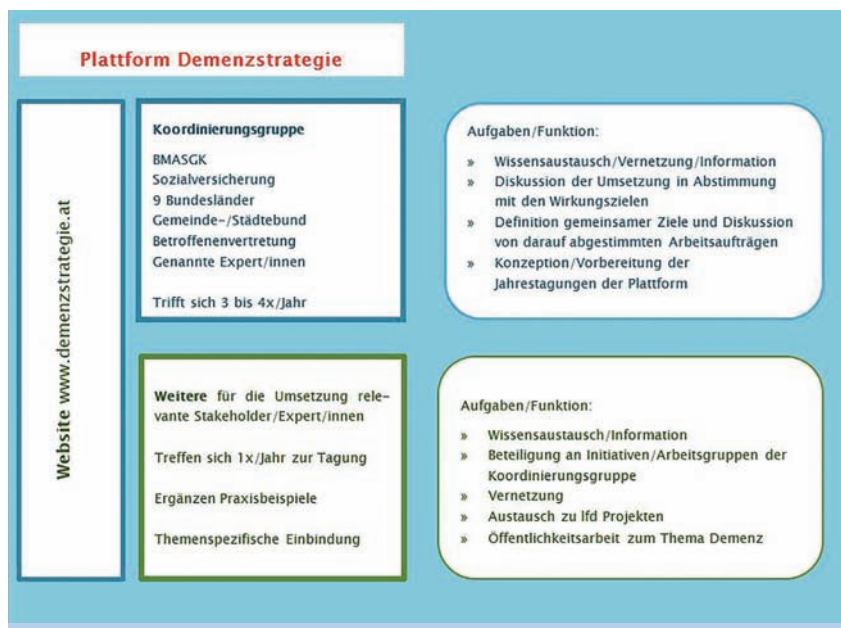 Plattform Demenzstrategie
Website www.demenzstrategie.at
Koordinierungsgruppe
BMASGK
Sozialversicherung
9 Bundesländer
Gemeinde-/Städtebund
Betroffenenvertretung
Genannte Expert/innen
Trifft sich 3 bis 4x/Jahr
Aufgaben/Funktion:
» Wissensaustausch/Vernetzung/Information
» Diskussion der Umsetzung in Abstimmung
mit den Wirkungszielen
» Definition gemeinsamer Ziele und Diskussion
von darauf abgestimmten Arbeitsaufträgen
» Konzeption/Vorbereitung der
Jahrestagungen der Plattform
Weitere für die Umsetzung rele-
vante Stakeholder/Expert/innen
Treffen sich 1x/Jahr zur Tagung
Ergänzen Praxisbeispiele
Themenspezifische Einbindung
Aufgaben/Funktion:
» Wissensaustausch/Information
» Beteiligung an Initiativen/Arbeitsgruppen der
Koordinierungsgruppe
» Vernetzung
» Austausch zu lfd Projekten
» Öffentlichkeitsarbeit zum Thema Demenz